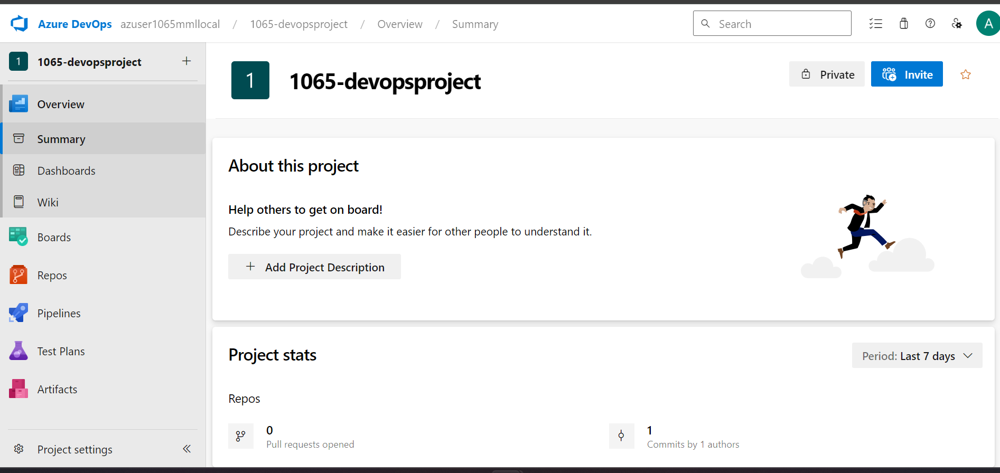 Azure DevOps azuser1065mmllocal / 1065-devopsproject / Overview / Summary
Search
A
1 1065-devopsproject
Overview
Summary
Dashboards
Wiki
Boards
Repos
Pipelines
Test Plans
Artifacts
Project settings
1 1065-devopsproject
Private
Invite
About this project
Help others to get on board!
Describe your project and make it easier for other people to understand it.
Add Project Description
Project stats
Period: Last 7 days
Repos
0
Pull requests opened
1
Commits by 1 authors